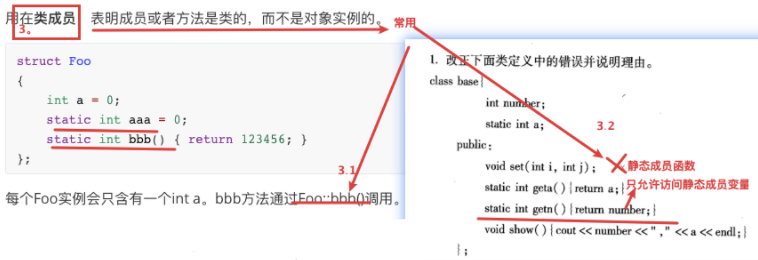 用在类成员 表明成员或者方法是类的，而不是对象实例的。
3。
常用
struct Foo
{
int a = 0;
static int aaa = 0;
static int bbb() { return 123456; }
};
3.1
每个Foo实例会只含有一个int a。bbb方法通过Foo::bbb()调用。
1. 改正下面类定义中的错误并说明理由。
class base{
int number;
static int a;
3.2
public:
void set(int i, int j);
静态成员函数
static int geta(){return a;}
只允许访问静态成员变量
static int getn(){return number;}
void show(){cout << number << "," << a << endl;}
};